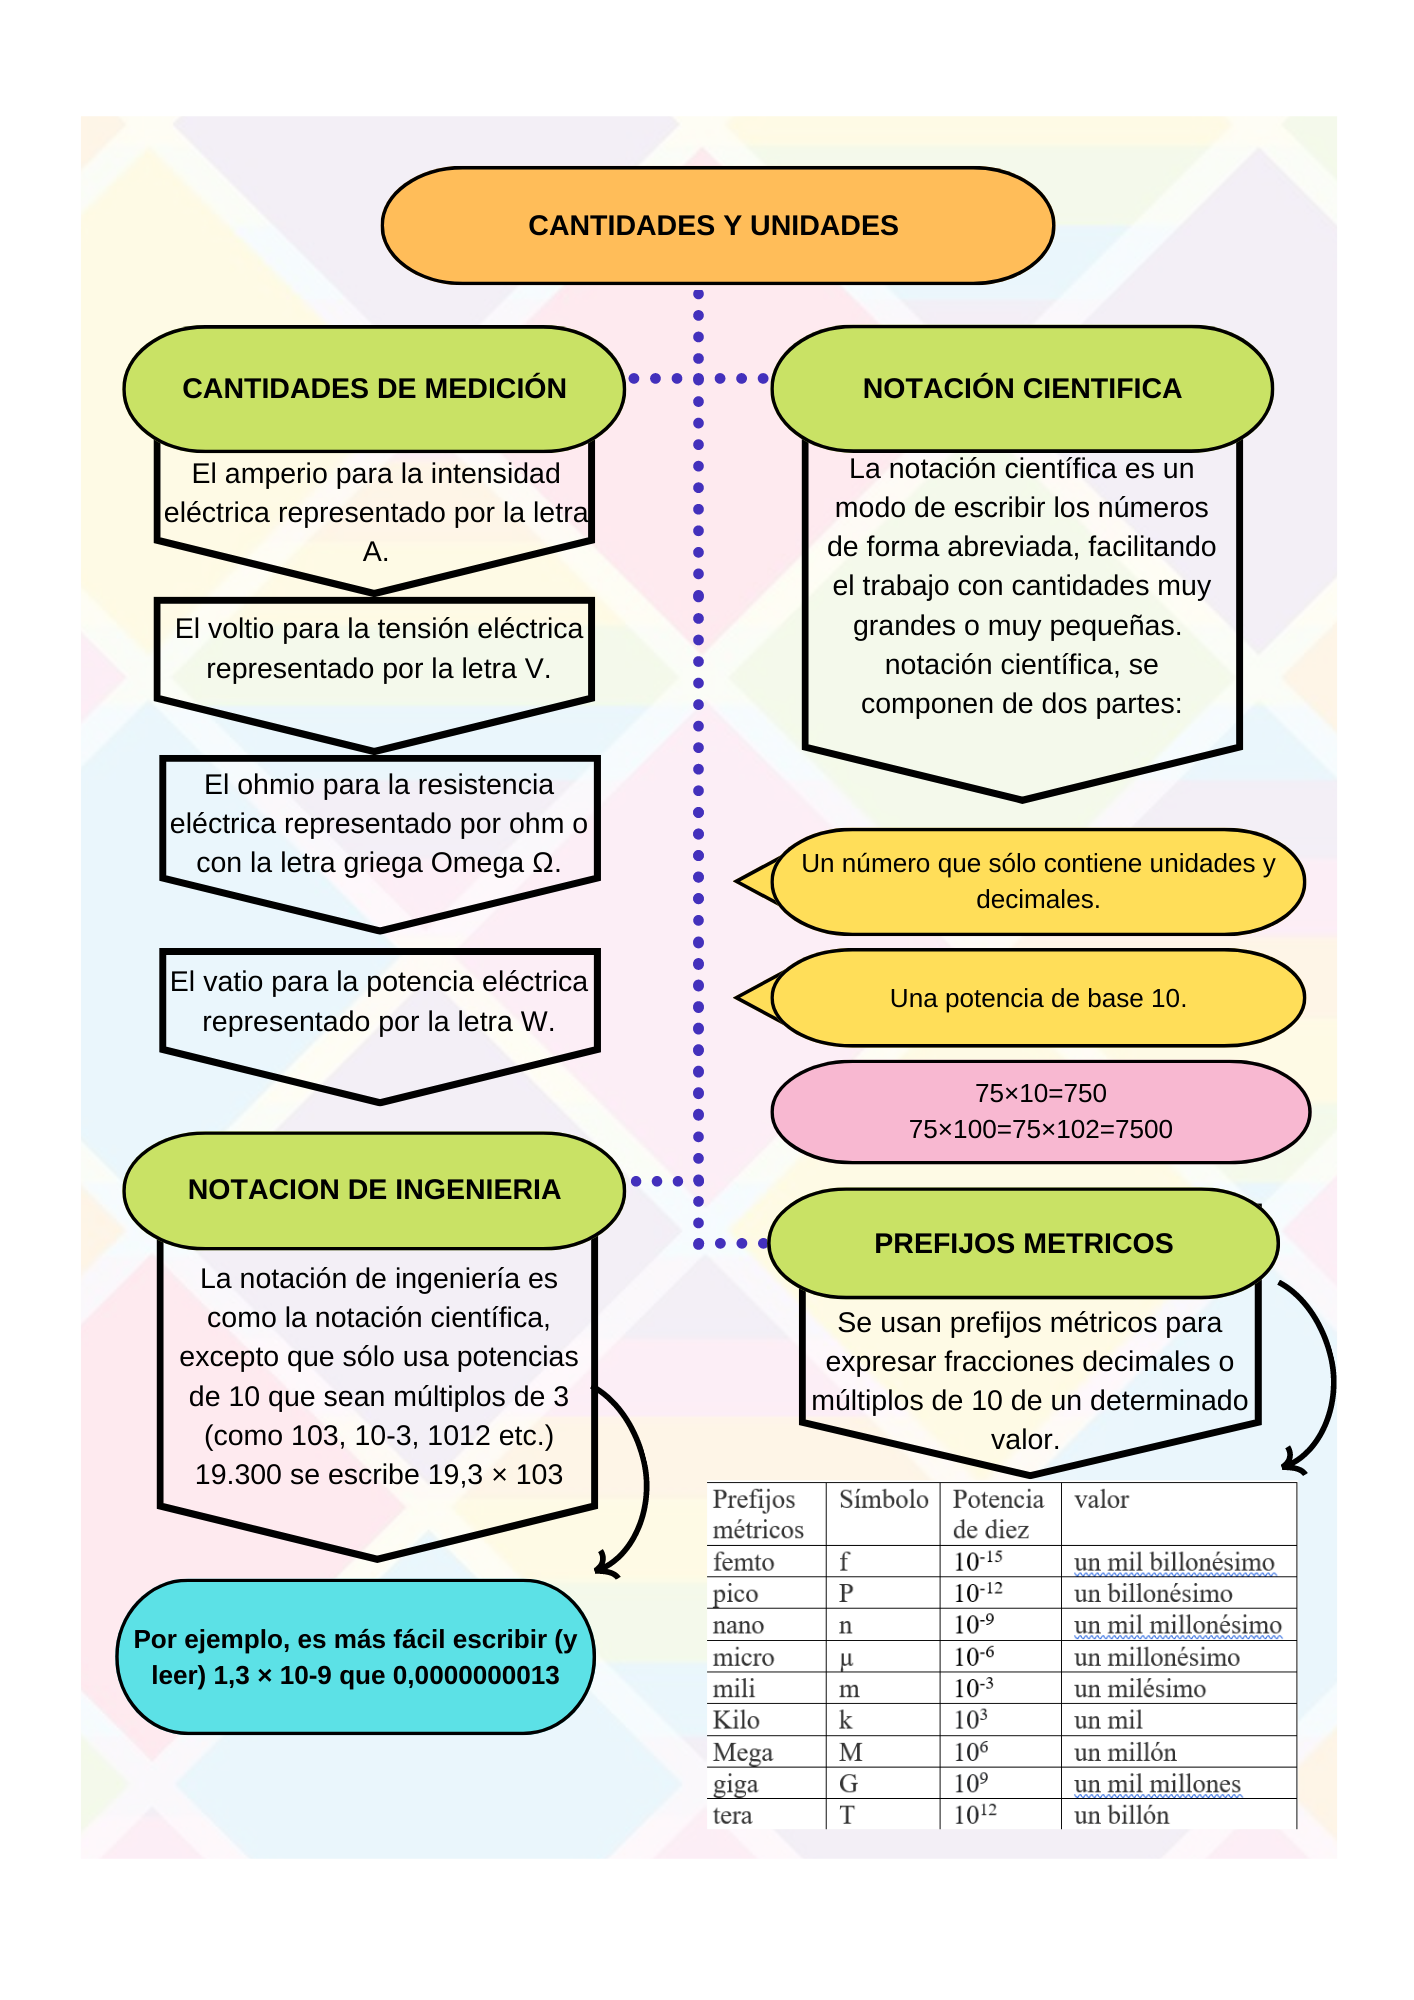 CANTIDADES Y UNIDADES
CANTIDADES DE MEDICIÓN
El amperio para la intensidad
eléctrica representado por la letra
A.
El voltio para la tensión eléctrica
representado por la letra V.
El ohmio para la resistencia
eléctrica representado por ohm o
con la letra griega Omega Ω.
El vatio para la potencia eléctrica
representado por la letra W.
NOTACIÓN CIENTIFICA
La notación científica es un
modo de escribir los números
de forma abreviada, facilitando
el trabajo con cantidades muy
grandes o muy pequeñas.
notación científica, se
componen de dos partes:
Un número que sólo contiene unidades y
decimales.
Una potencia de base 10.
75×10=750
75×100=75×102=7500
NOTACION DE INGENIERIA
La notación de ingeniería es
como la notación científica,
excepto que sólo usa potencias
de 10 que sean múltiplos de 3
(como 103, 10-3, 1012 etc.)
19.300 se escribe 19,3 × 103
Por ejemplo, es más fácil escribir (y
leer) 1,3 × 10-9 que 0,0000000013
PREFIJOS METRICOS
Se usan prefijos métricos para
expresar fracciones decimales o
múltiplos de 10 de un determinado
valor.
Prefijos métricos Símbolo Potencia de diez valor
femto f 10⁻¹⁵ un mil billonésimo
pico P 10⁻¹² un billonésimo
nano n 10⁻⁹ un mil millonésimo
micro µ 10⁻⁶ un millonésimo
mili m 10⁻³ un milésimo
Kilo k 10³ un mil
Mega M 10⁶ un millón
giga G 10⁹ un mil millones
tera T 10¹² un billón